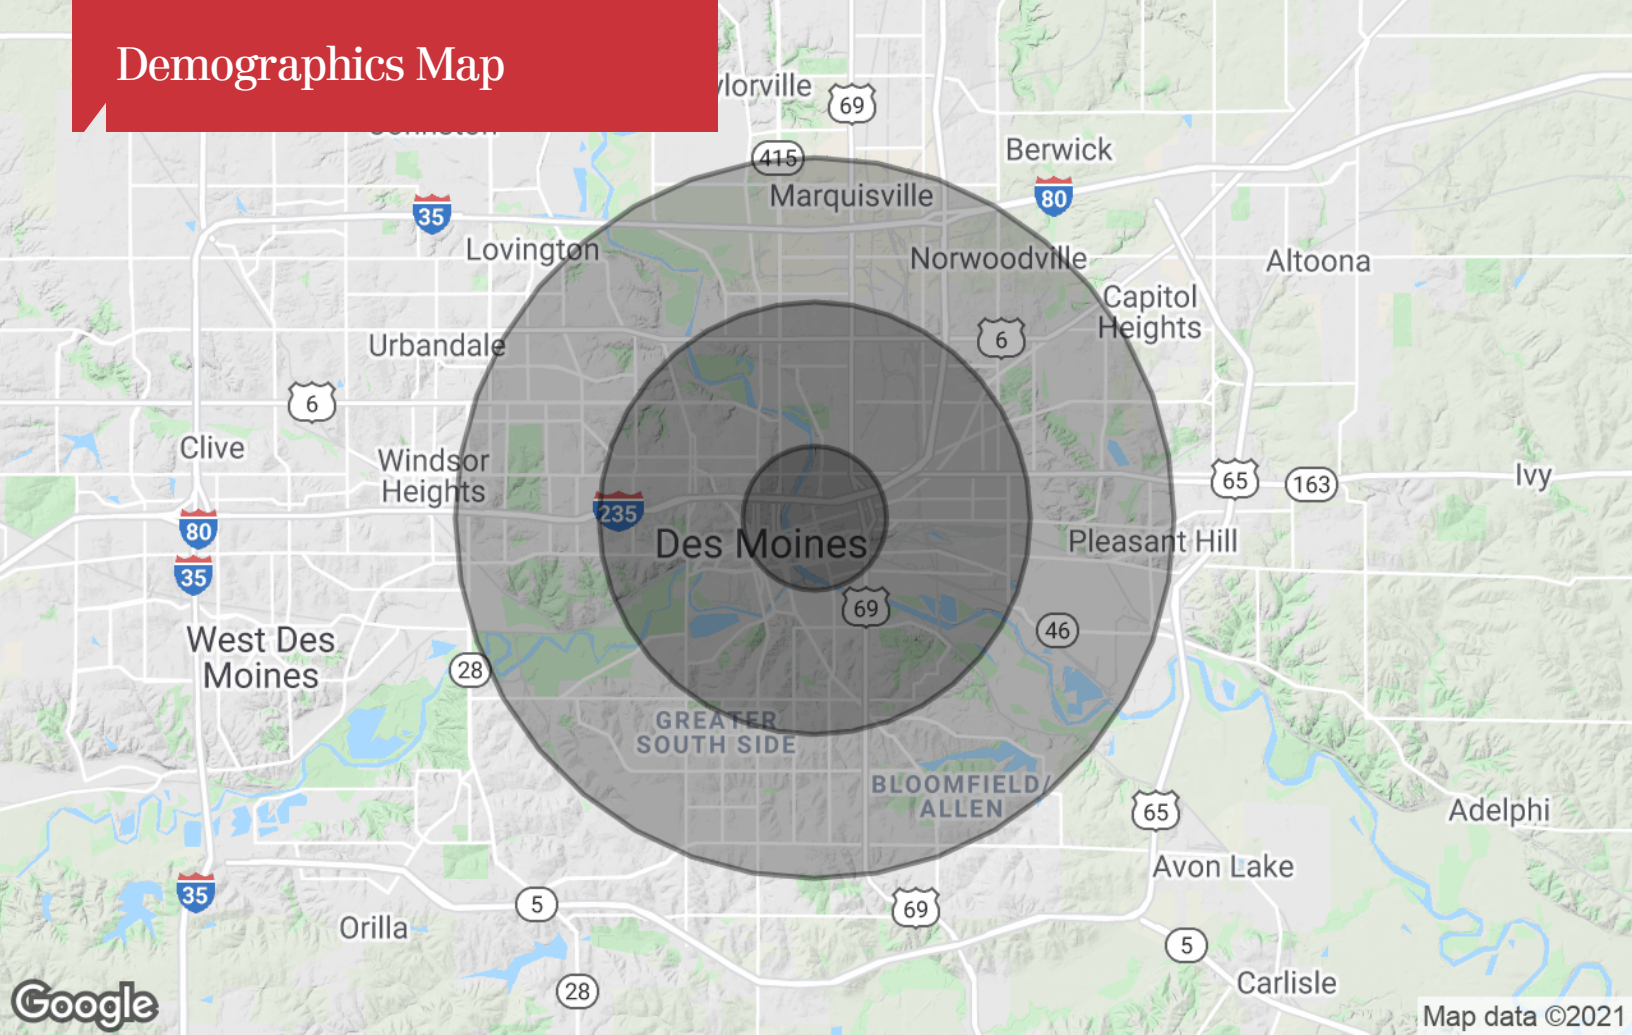 Demographics Map
69
415
Berwick
Marquisville
80
35
Lovington
Norwoodville
Altoona
Capitol
Heights
6
Urbandale
6
Clive
Windsor
Heights
65
163
Ivy
235
80
Des Moines
Pleasant Hill
35
69
46
West Des
Moines
28
GREATER
SOUTH SIDE
BLOOMFIELD/
ALLEN
65
Adelphi
Avon Lake
35
5
69
Orilla
5
Carlisle
28
Google
Map data ©2021